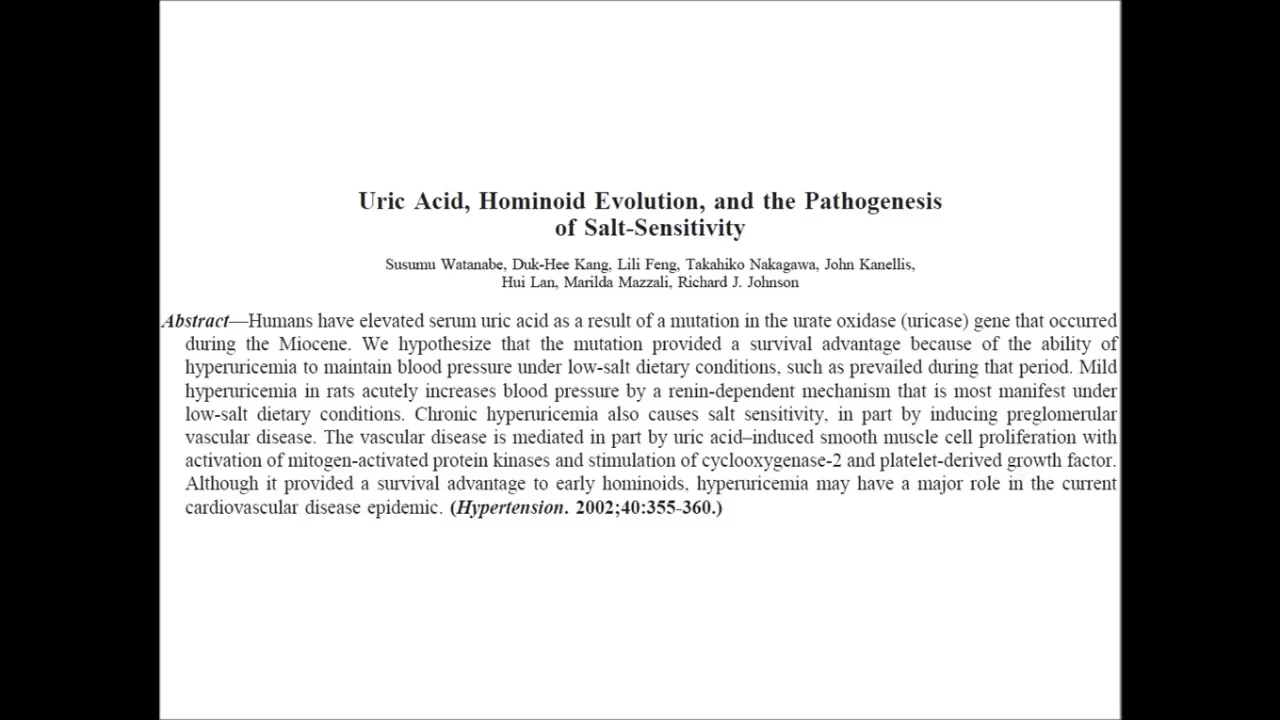 Uric Acid, Hominoid Evolution, and the Pathogenesis
of Salt-Sensitivity
Susumu Watanabe, Duk-Hee Kang, Lili Feng, Takahiko Nakagawa, John Kanellis,
Hui Lan, Marilda Mazzali, Richard J. Johnson
Abstract—Humans have elevated serum uric acid as a result of a mutation in the urate oxidase (uricase) gene that occurred
during the Miocene. We hypothesize that the mutation provided a survival advantage because of the ability of
hyperuricemia to maintain blood pressure under low-salt dietary conditions, such as prevailed during that period. Mild
hyperuricemia in rats acutely increases blood pressure by a renin-dependent mechanism that is most manifest under
low-salt dietary conditions. Chronic hyperuricemia also causes salt sensitivity, in part by inducing preglomerular
vascular disease. The vascular disease is mediated in part by uric acid–induced smooth muscle cell proliferation with
activation of mitogen-activated protein kinases and stimulation of cyclooxygenase-2 and platelet-derived growth factor.
Although it provided a survival advantage to early hominoids, hyperuricemia may have a major role in the current
cardiovascular disease epidemic. (Hypertension. 2002;40:355-360.)